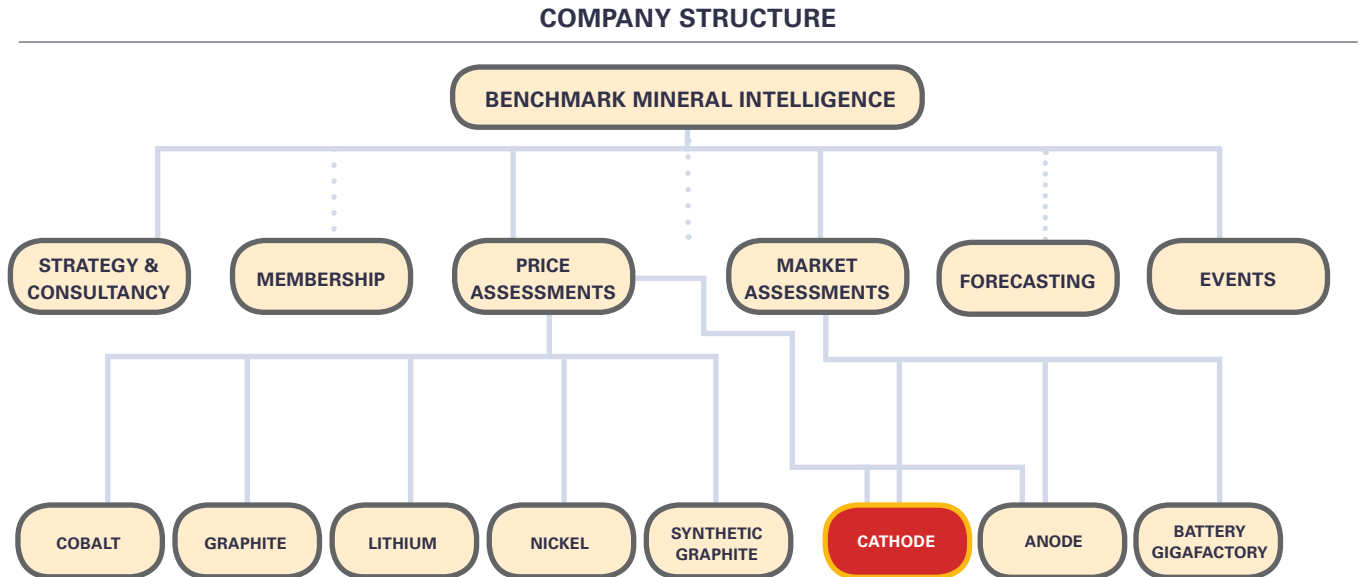 COMPANY STRUCTURE
BENCHMARK MINERAL INTELLIGENCE
STRATEGY &
CONSULTANCY
MEMBERSHIP
PRICE
ASSESSMENTS
MARKET
ASSESSMENTS
FORECASTING
EVENTS
COBALT
GRAPHITE
LITHIUM
NICKEL
SYNTHETIC
GRAPHITE
CATHODE
ANODE
BATTERY
GIGAFACTORY